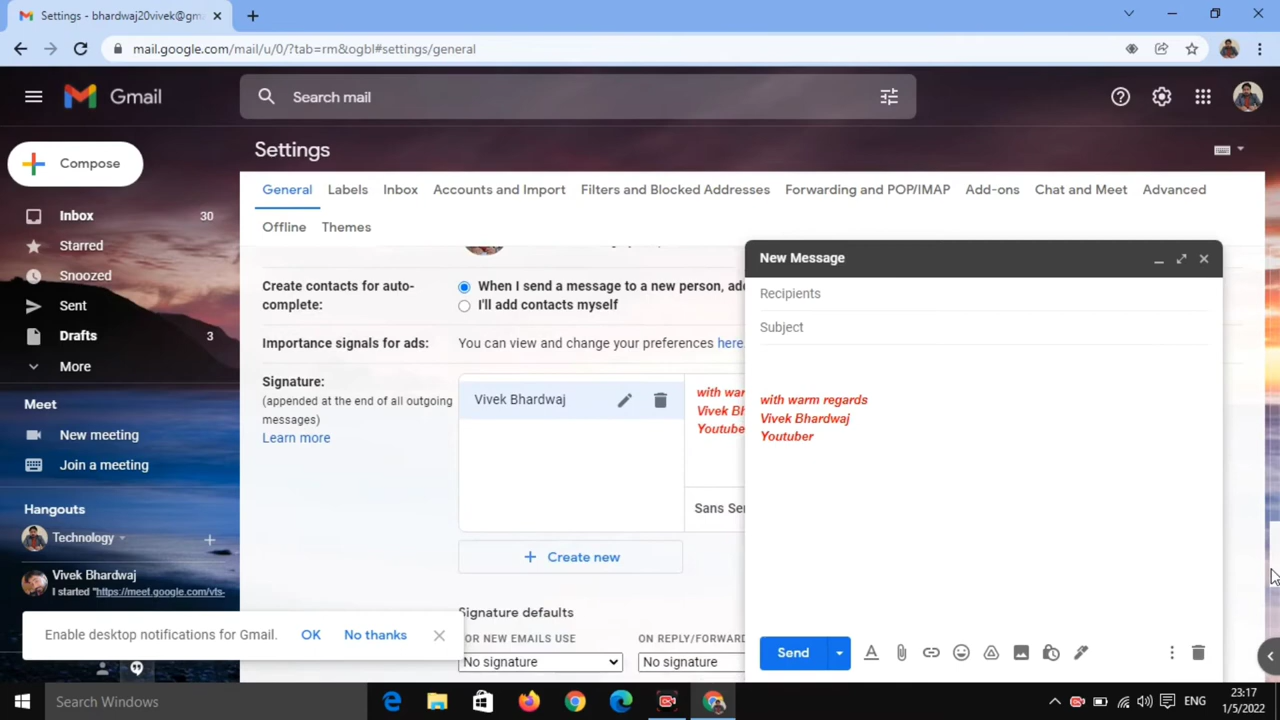 Settings - bhardwaj20vivek@gm
mail.google.com/mail/u/0/?tab=rm&ogbl#settings/general
Gmail
Search mail
Compose
Inbox 30
Starred
Snoozed
Sent
Drafts 3
More
Meet
New meeting
Join a meeting
Hangouts
Technology
Vivek Bhardwaj
I started "https://meet.google.com/vts-
Settings
General Labels Inbox Accounts and Import Filters and Blocked Addresses Forwarding and POP/IMAP Add-ons Chat and Meet Advanced
Offline Themes
Create contacts for auto-
complete:
When I send a message to a new person, add
I'll add contacts myself
Importance signals for ads:
You can view and change your preferences here.
Signature:
(appended at the end of all outgoing
messages)
Learn more
Vivek Bhardwaj
with war
Vivek Bh
Youtube
Sans Ser
Create new
Signature defaults
OR NEW EMAILS USE ON REPLY/FORWARD
No signature No signature
New Message
Recipients
Subject
with warm regards
Vivek Bhardwaj
Youtuber
Send
Enable desktop notifications for Gmail. OK No thanks
Search Windows
ENG
23:17
1/5/2022